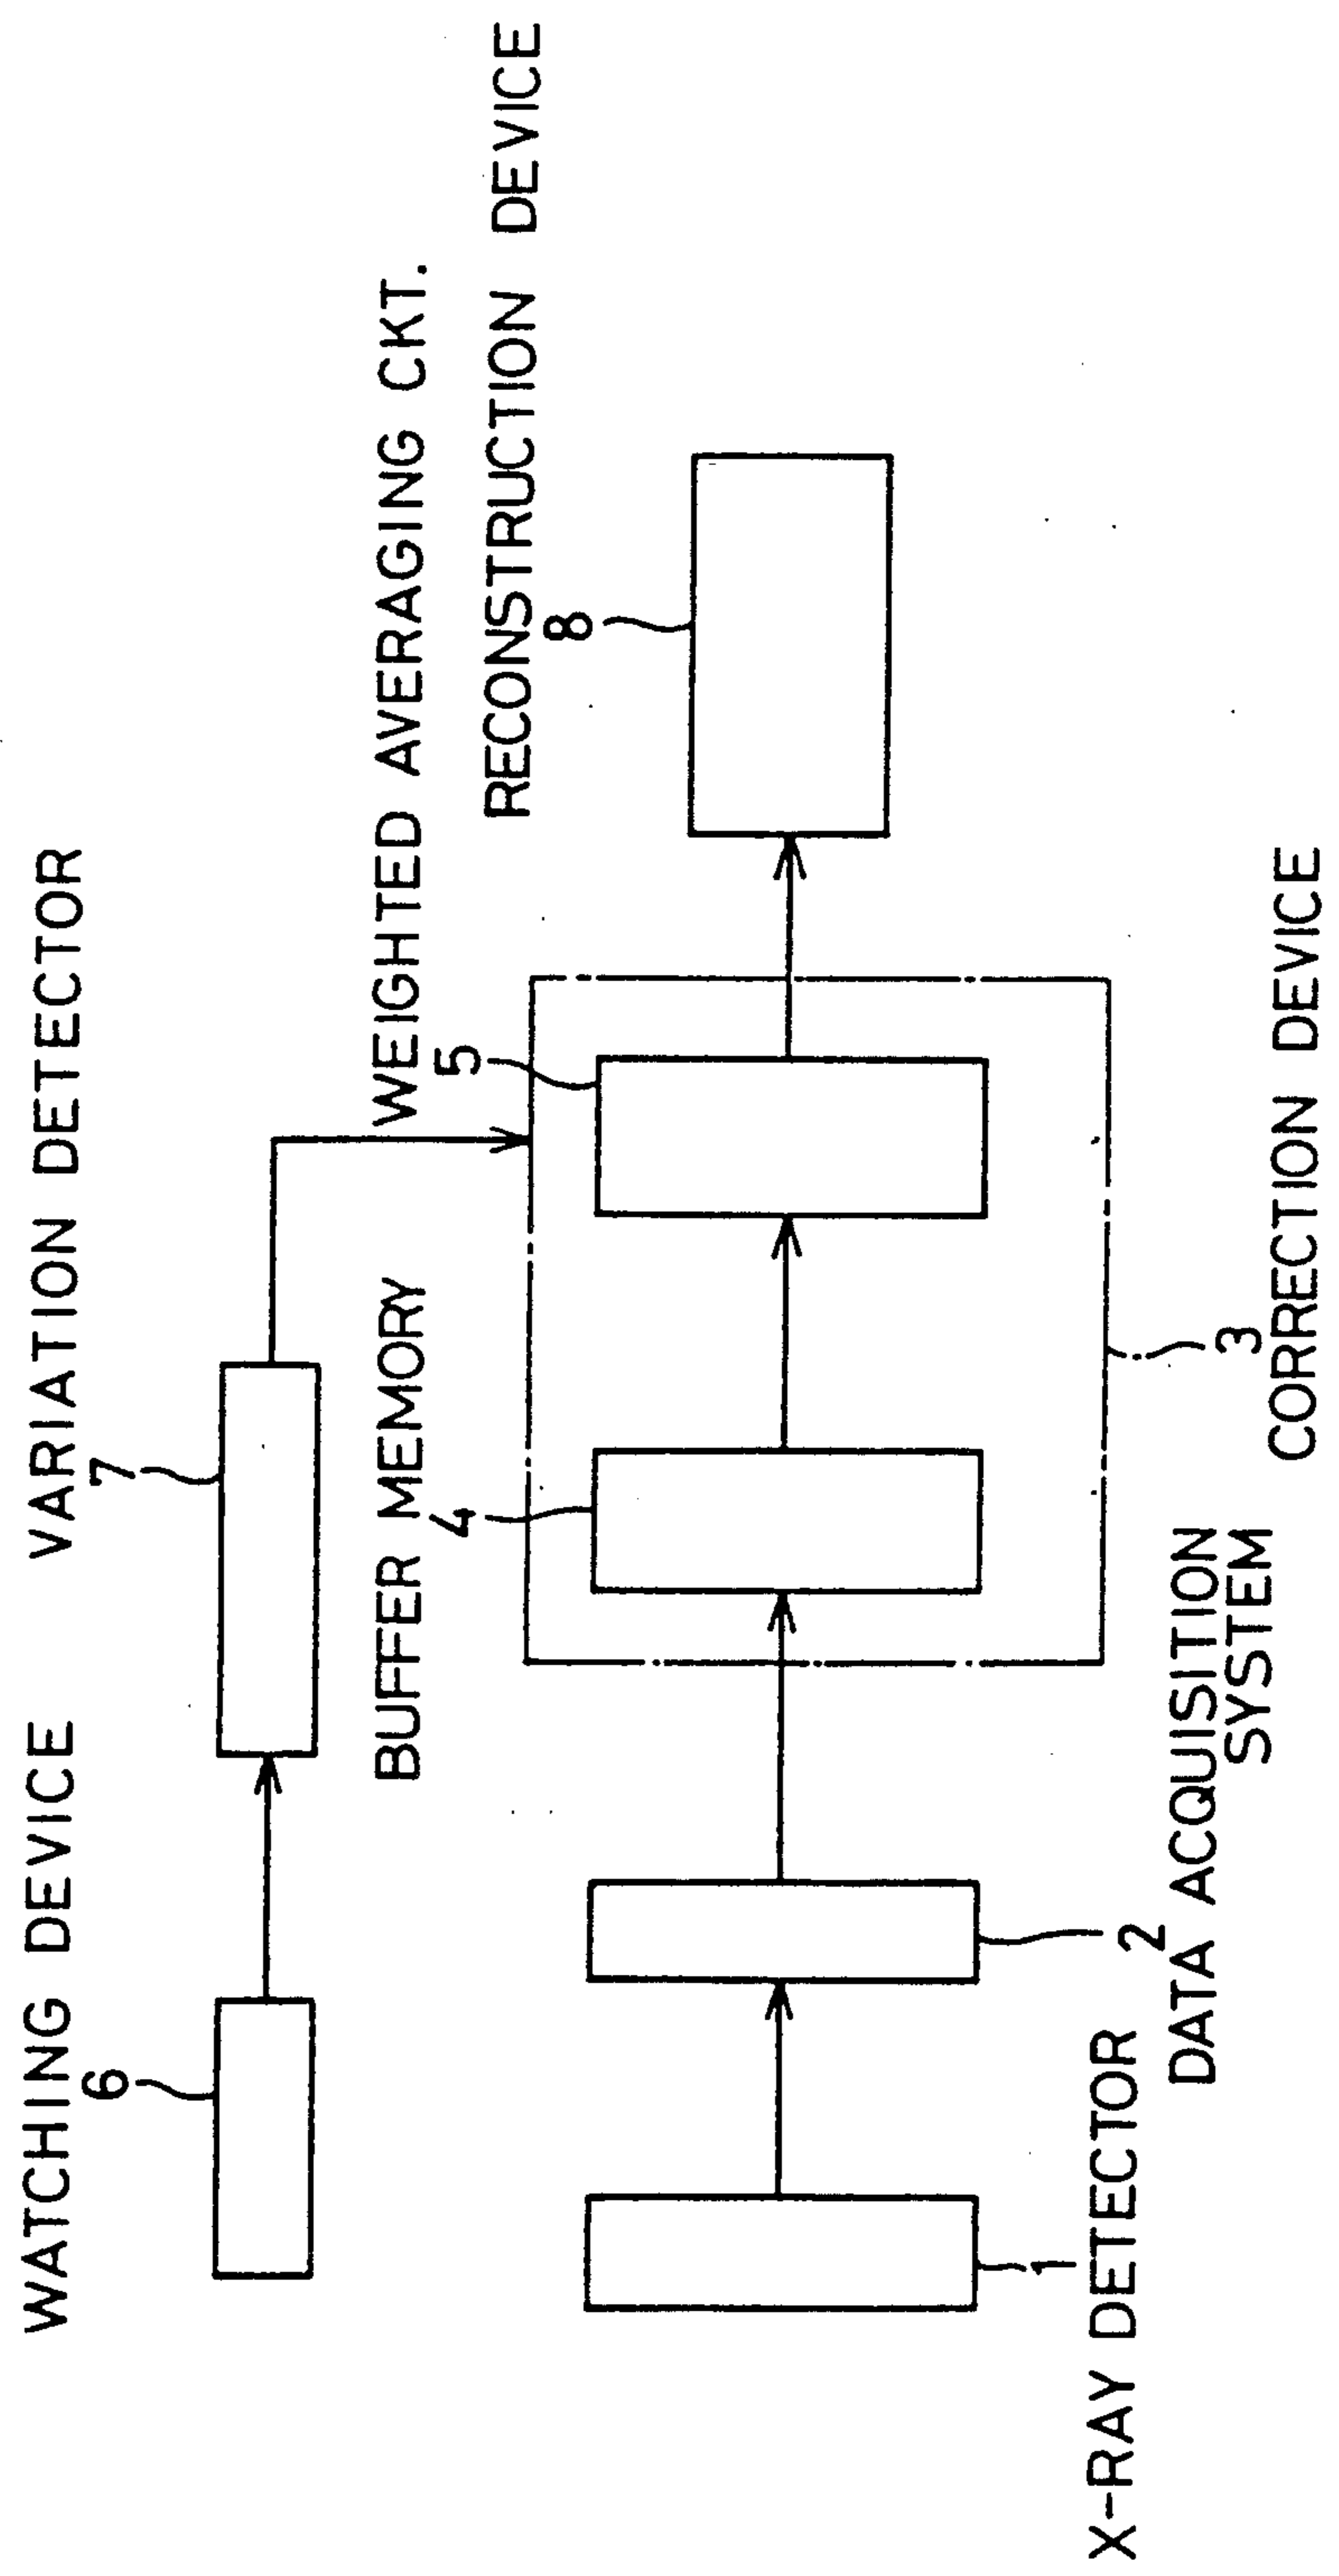 WATCHING DEVICE
VARIATION DETECTOR
6
7
BUFFER MEMORY
WEIGHTED AVERAGING CKT.
4
5
RECONSTRUCTION DEVICE
8
1
X-RAY DETECTOR
2
DATA ACQUISITION
SYSTEM
3
CORRECTION DEVICE